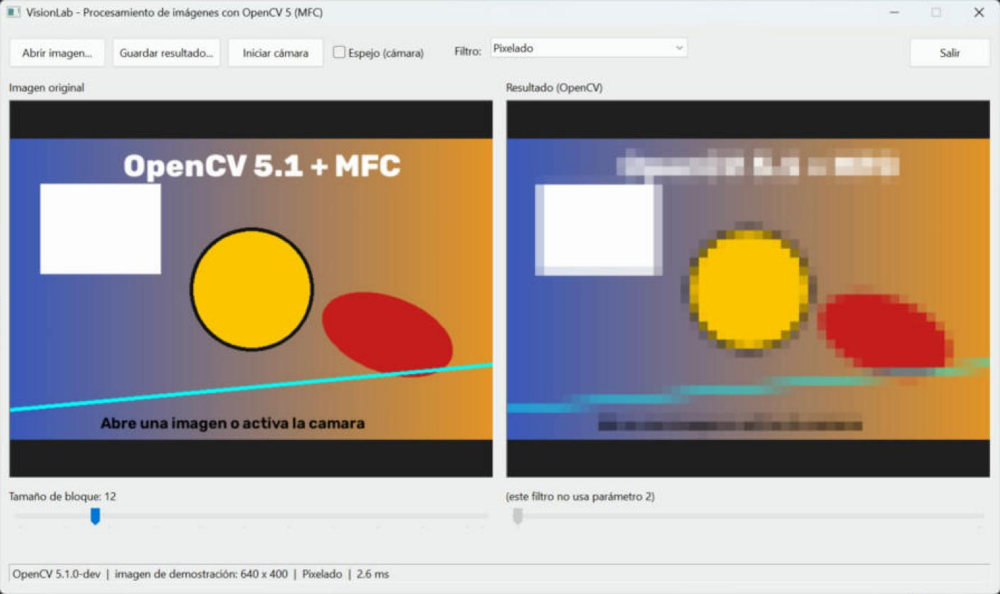 VisionLab - Procesamiento de imágenes con OpenCV 5 (MFC)
Abrir imagen... Guardar resultado... Iniciar cámara Espejo (cámara) Filtro: Pixelado Salir
Imagen original Resultado (OpenCV)
OpenCV 5.1 + MFC
Abre una imagen o activa la camara
Tamaño de bloque: 12 (este filtro no usa parámetro 2)
OpenCV 5.1.0-dev | imagen de demostración: 640 x 400 | Pixelado | 2.6 ms